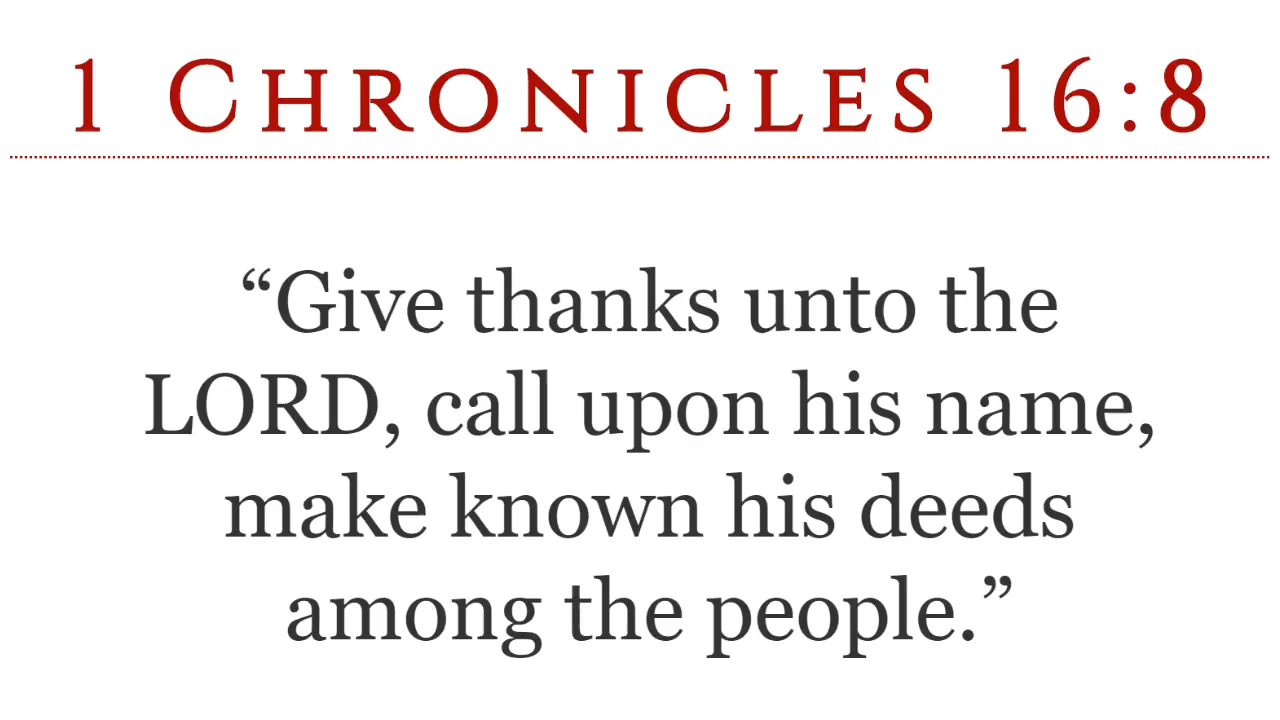 1 Chronicles 16:8
“Give thanks unto the
LORD, call upon his name,
make known his deeds
among the people.”